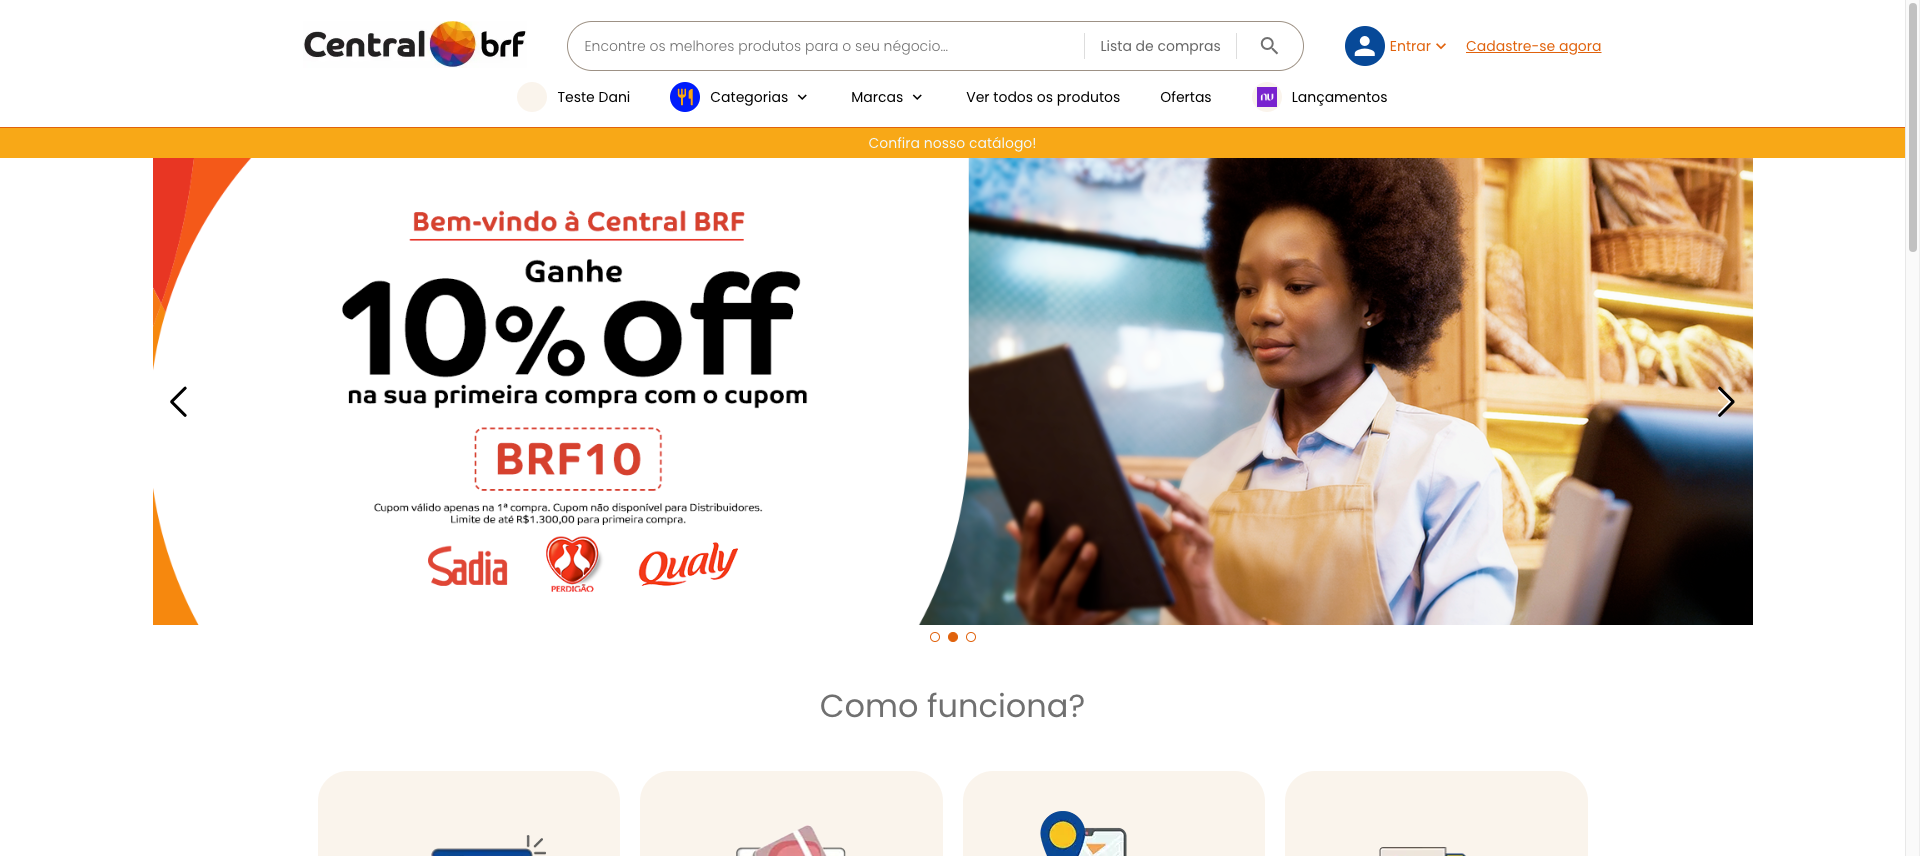 Central brf
Encontre os melhores produtos para o seu négocio...
Lista de compras
Entrar
Cadastre-se agora
Teste Dani
Categorias
Marcas
Ver todos os produtos
Ofertas
nu
Lançamentos
Confira nosso catálogo!
Bem-vindo à Central BRF
Ganhe
10% off
na sua primeira compra com o cupom
BRF10
Cupom válido apenas na 1ª compra. Cupom não disponível para Distribuidores.
Limite de até R$1.300,00 para primeira compra.
Sadia
PERDIGÃO
Qualy
Como funciona?